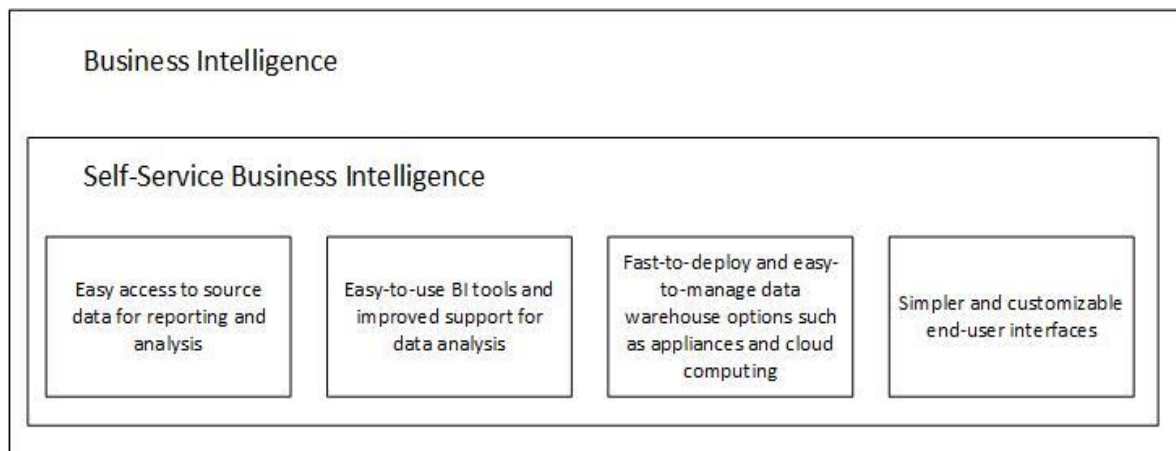 Business Intelligence
Self-Service Business Intelligence
Easy access to source
data for reporting and
analysis
Easy-to-use BI tools and
improved support for
data analysis
Fast-to-deploy and easy-
to-manage data
warehouse options such
as appliances and cloud
computing
Simpler and customizable
end-user interfaces